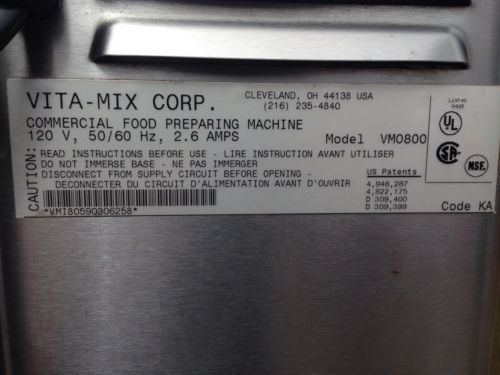 VITA-MIX CORP.
CLEVELAND, OH 44138 USA
(216) 235-4840
COMMERCIAL FOOD PREPARING MACHINE
120 V, 50/60 Hz, 2.6 AMPS
Model VM0800
CAUTION:
READ INSTRUCTIONS BEFORE USE - LIRE INSTRUCTION AVANT UTILISER
DO NOT IMMERSE BASE - NE PAS IMMERGER
DISCONNECT FROM SUPPLY CIRCUIT BEFORE OPENING -
DECONNECTER DU CIRCUIT D'ALIMENTATION AVANT D'OUVRIR
*VMI80590306258*
US Patents
4,946,287
4,822,175
D 309,400
D 309,399
Listed
UL
SA
NSF
Code KA